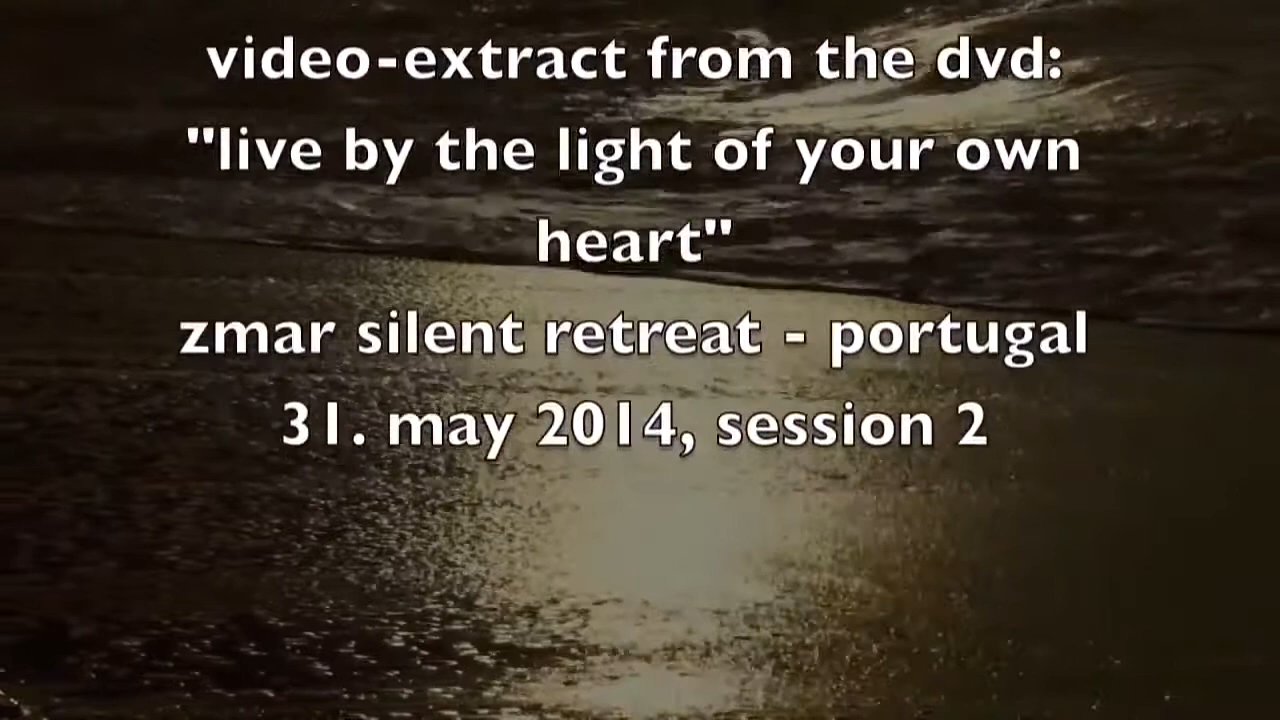 video-extract from the dvd:
"live by the light of your own
heart"
zmar silent retreat - portugal
31. may 2014, session 2